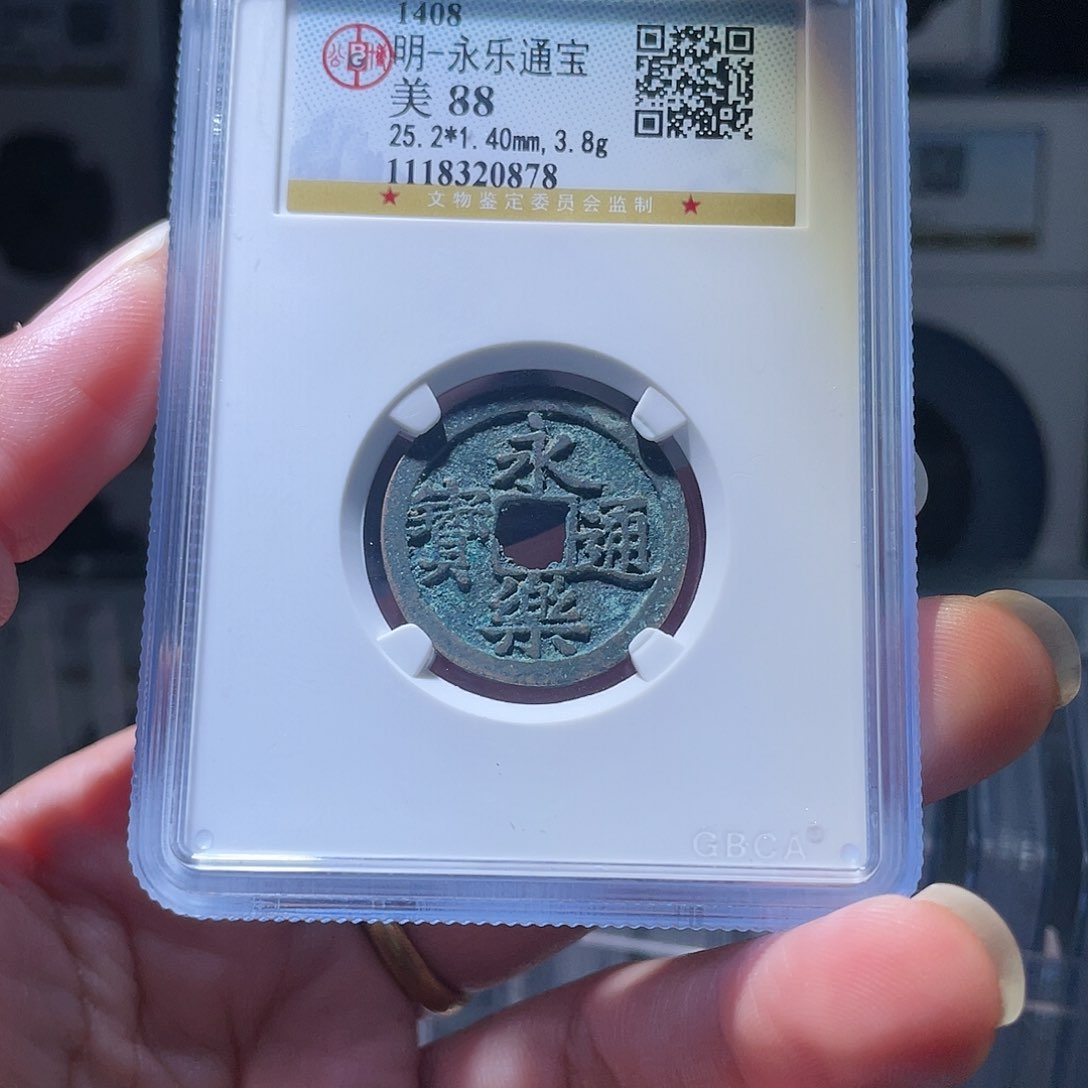 1408
明-永乐通宝
美 88
25.2*1.40mm,3.8g
1118320878
★ 文物鉴定委员会监制 ★
永
寶 通
樂
GBCA